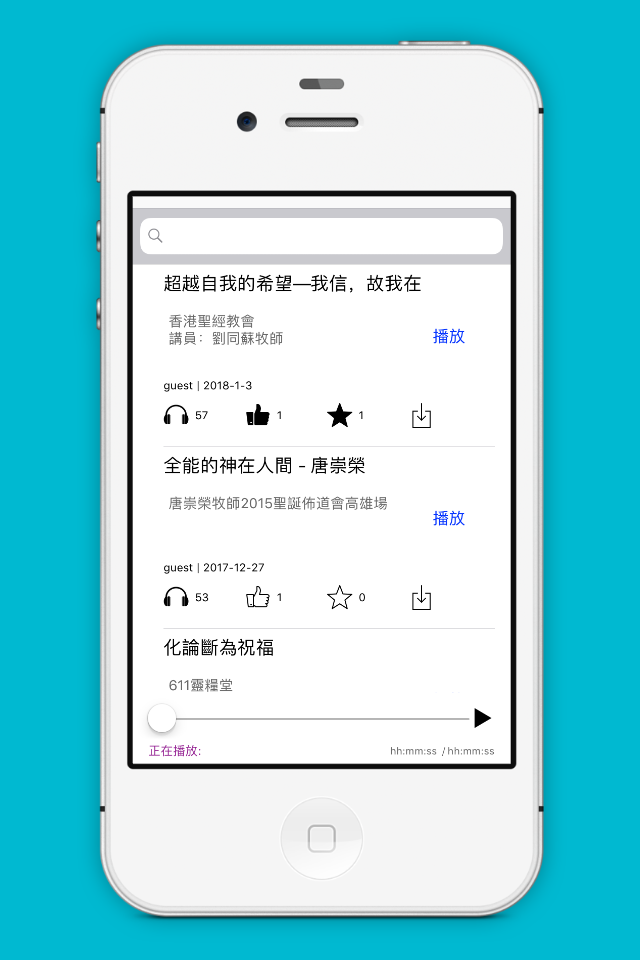 超越自我的希望—我信，故我在
香港聖經教會
講員：劉同蘇牧師
播放
guest | 2018-1-3
57 1 1
全能的神在人間 - 唐崇榮
唐崇榮牧師2015聖誕佈道會高雄場
播放
guest | 2017-12-27
53 1 0
化論斷為祝福
611靈糧堂
正在播放: hh:mm:ss / hh:mm:ss